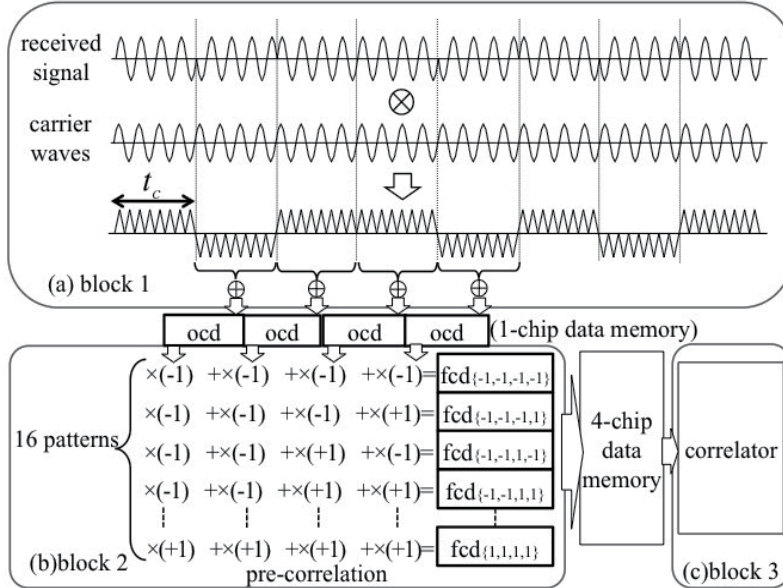 received
signal
carrier
waves
t_c
(a) block 1
ocd ocd ocd ocd (1-chip data memory)
×(-1) +×(-1) +×(-1) +×(-1)= fcd{-1,-1,-1,-1}
×(-1) +×(-1) +×(-1) +×(+1)= fcd{-1,-1,-1,1}
16 patterns ×(-1) +×(-1) +×(+1) +×(-1)= fcd{-1,-1,1,-1}
×(-1) +×(-1) +×(+1) +×(+1)= fcd{-1,-1,1,1}
×(+1) +×(+1) +×(+1) +×(+1)= fcd{1,1,1,1}
(b)block 2 pre-correlation
4-chip
data
memory
correlator
(c)block 3